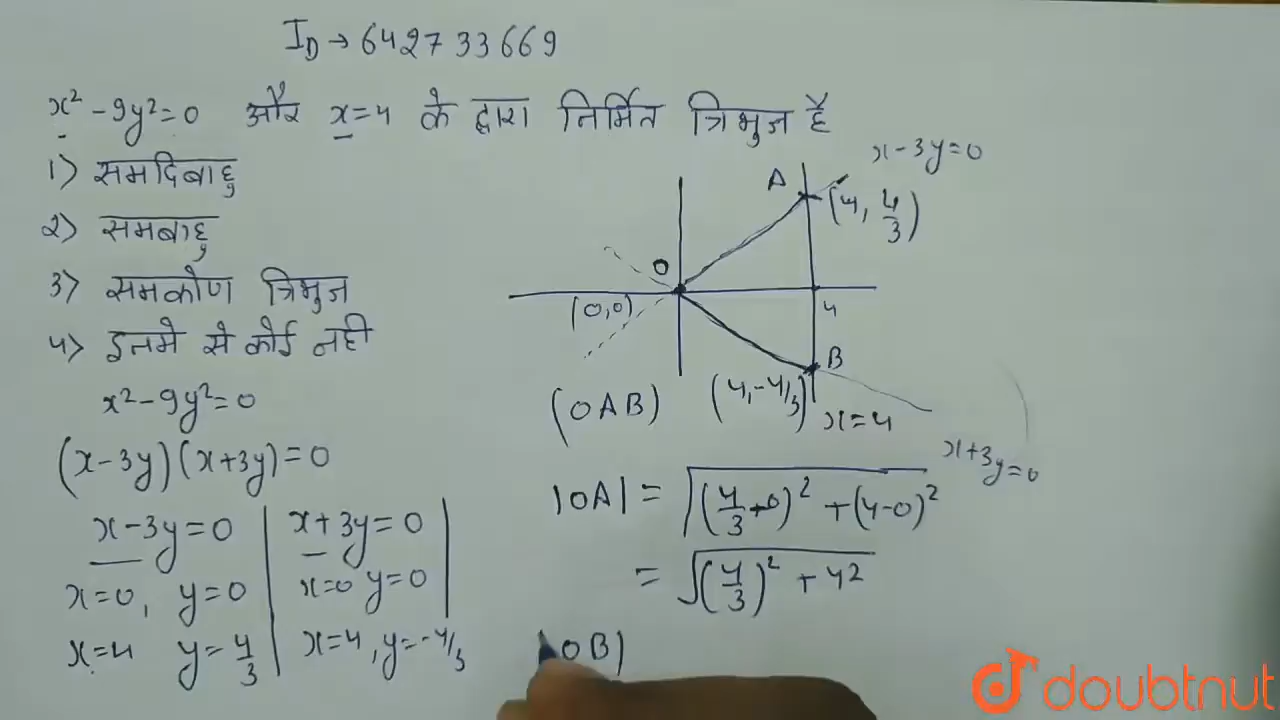 ID → 642733669
x² - 9y² = 0 और x = 4 के द्वारा निर्मित त्रिभुज है
1) समदिबाहु
2) समबाहु
3) समकोण त्रिभुज
4) इनमे से कोई नही
x² - 9y² = 0
(x - 3y) (x + 3y) = 0
x - 3y = 0 | x + 3y = 0
x = 0, y = 0 | x = 0 y = 0
x = 4 y = 4/3 | x = 4, y = -4/3
x - 3y = 0
A
(4, 4/3)
O
(0,0)
4
B
(4, -4/3)
x = 4
x + 3y = 0
(OAB)
|OA| = √(4/3 + 0)² + (4 - 0)²
= √(4/3)² + 4²
OB|
doubtnut